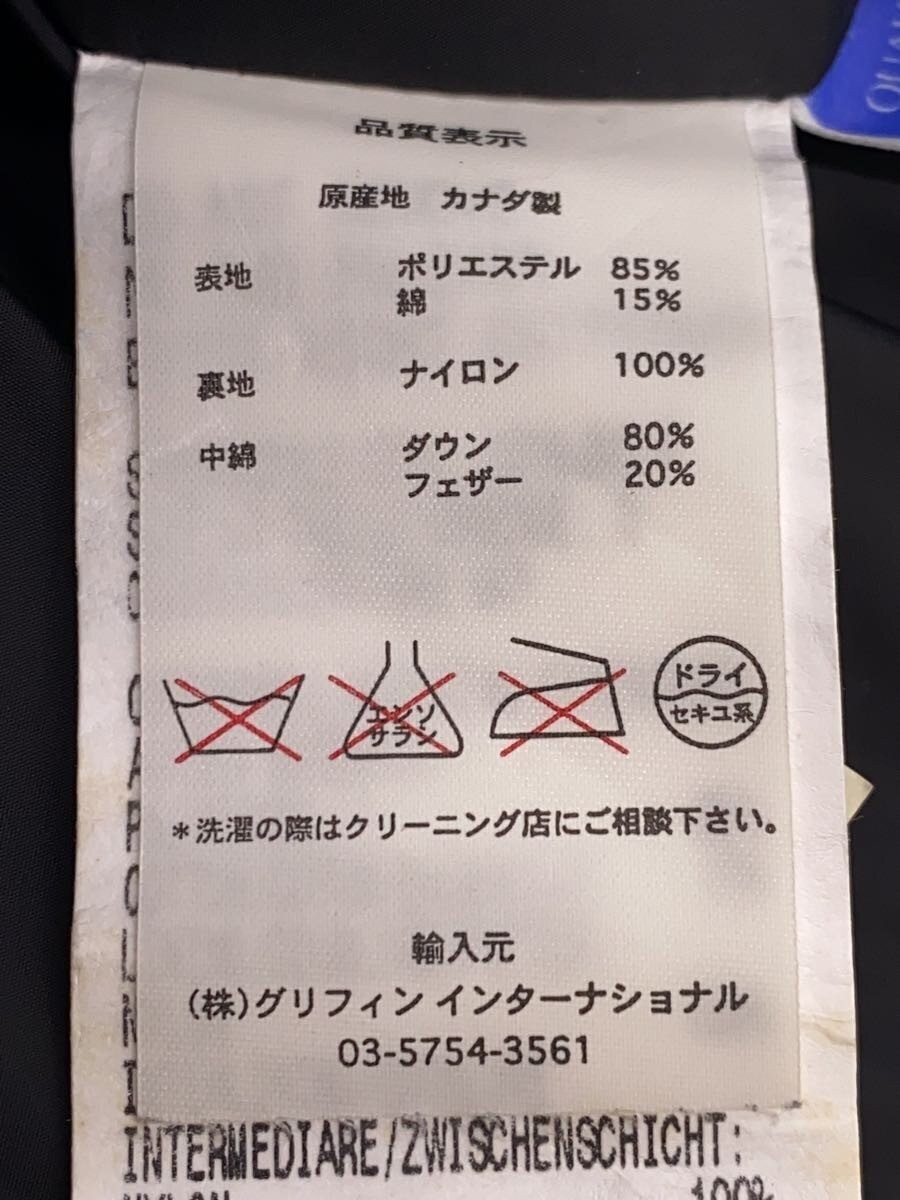 品質表示
原産地 カナダ製
表地 ポリエステル 85%
綿 15%
裏地 ナイロン 100%
中綿 ダウン 80%
フェザー 20%
エンソ
サラシ
ドライ
セキユ系
*洗濯の際はクリーニング店にご相談下さい。
輸入元
(株)グリフィン インターナショナル
03-5754-3561
INTERMEDIARE/ZWISCHENSCHICHT:
100%